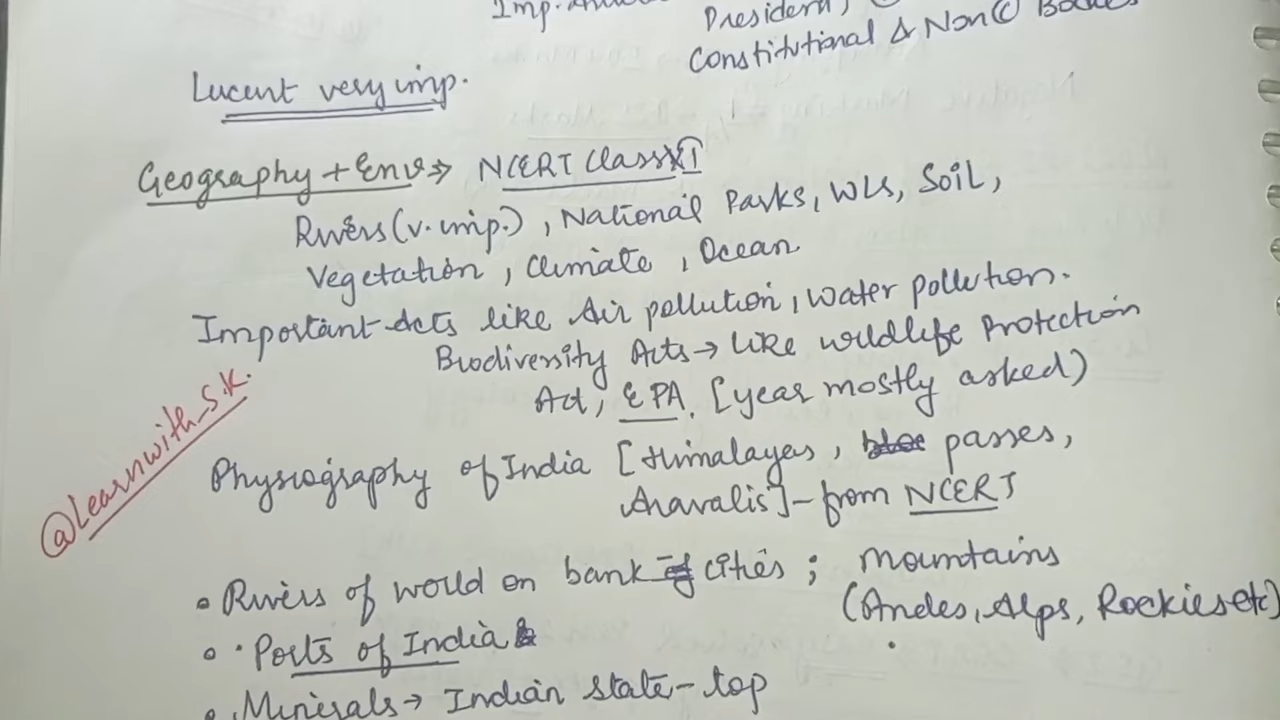 Imp.
President,
Constitutional & Non © Bodies
Lucent very imp.
Geography + Env ⇒ NCERT Class XI
Rivers (v. imp.), National Parks, WLS, Soil,
Vegetation, Climate, Ocean
Important Acts like Air pollution, Water pollution.
Biodiversity Acts → Like Wildlife Protection
Act, EPA. [year mostly asked)
@Learnwith_S.K.
Physiography of India [Himalayas, passes,
Aravalis] - from NCERT
• Rivers of world on bank of cities; Mountains
(Andes, Alps, Rockies etc)
• Ports of India
• Minerals → Indian state - top